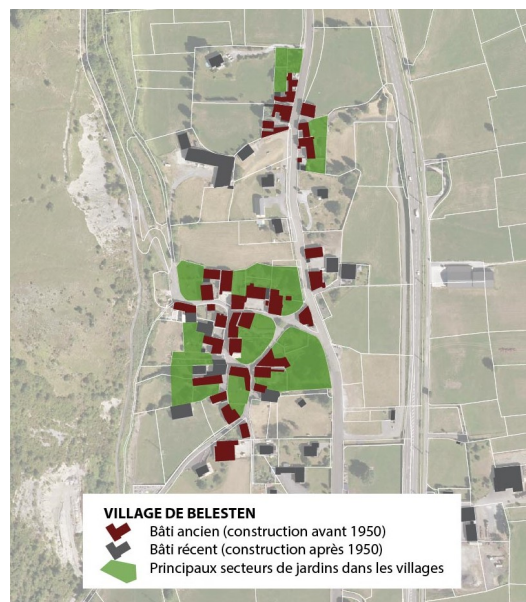 VILLAGE DE BELESTEN
Bâti ancien (construction avant 1950)
Bâti récent (construction après 1950)
Principaux secteurs de jardins dans les villages